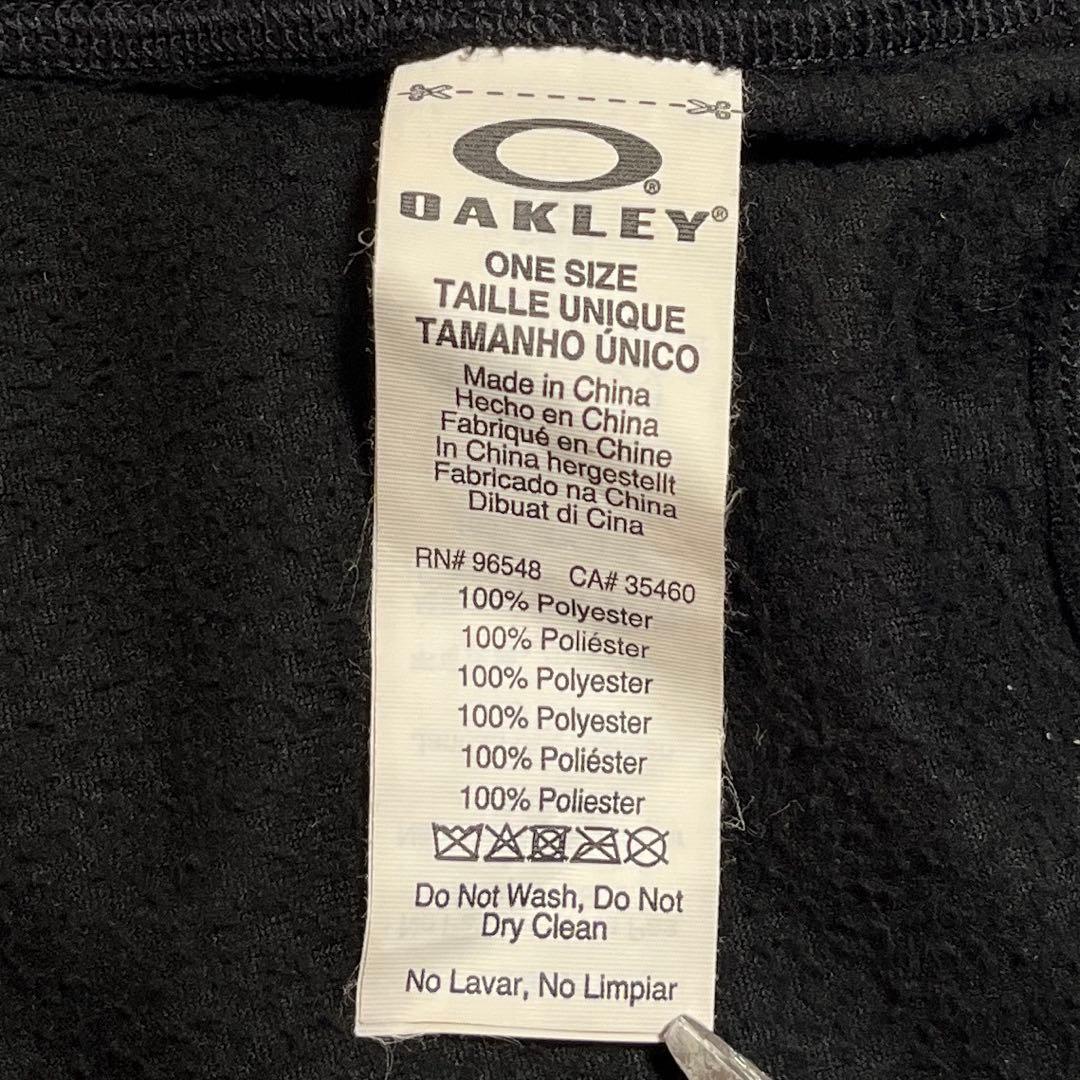 OAKLEY®
ONE SIZE
TAILLE UNIQUE
TAMANHO ÚNICO
Made in China
Hecho en China
Fabriqué en Chine
In China hergestellt
Fabricado na China
Dibuat di Cina
RN# 96548 CA# 35460
100% Polyester
100% Poliéster
100% Polyester
100% Polyester
100% Poliéster
100% Poliester
Do Not Wash, Do Not
Dry Clean
No Lavar, No Limpiar